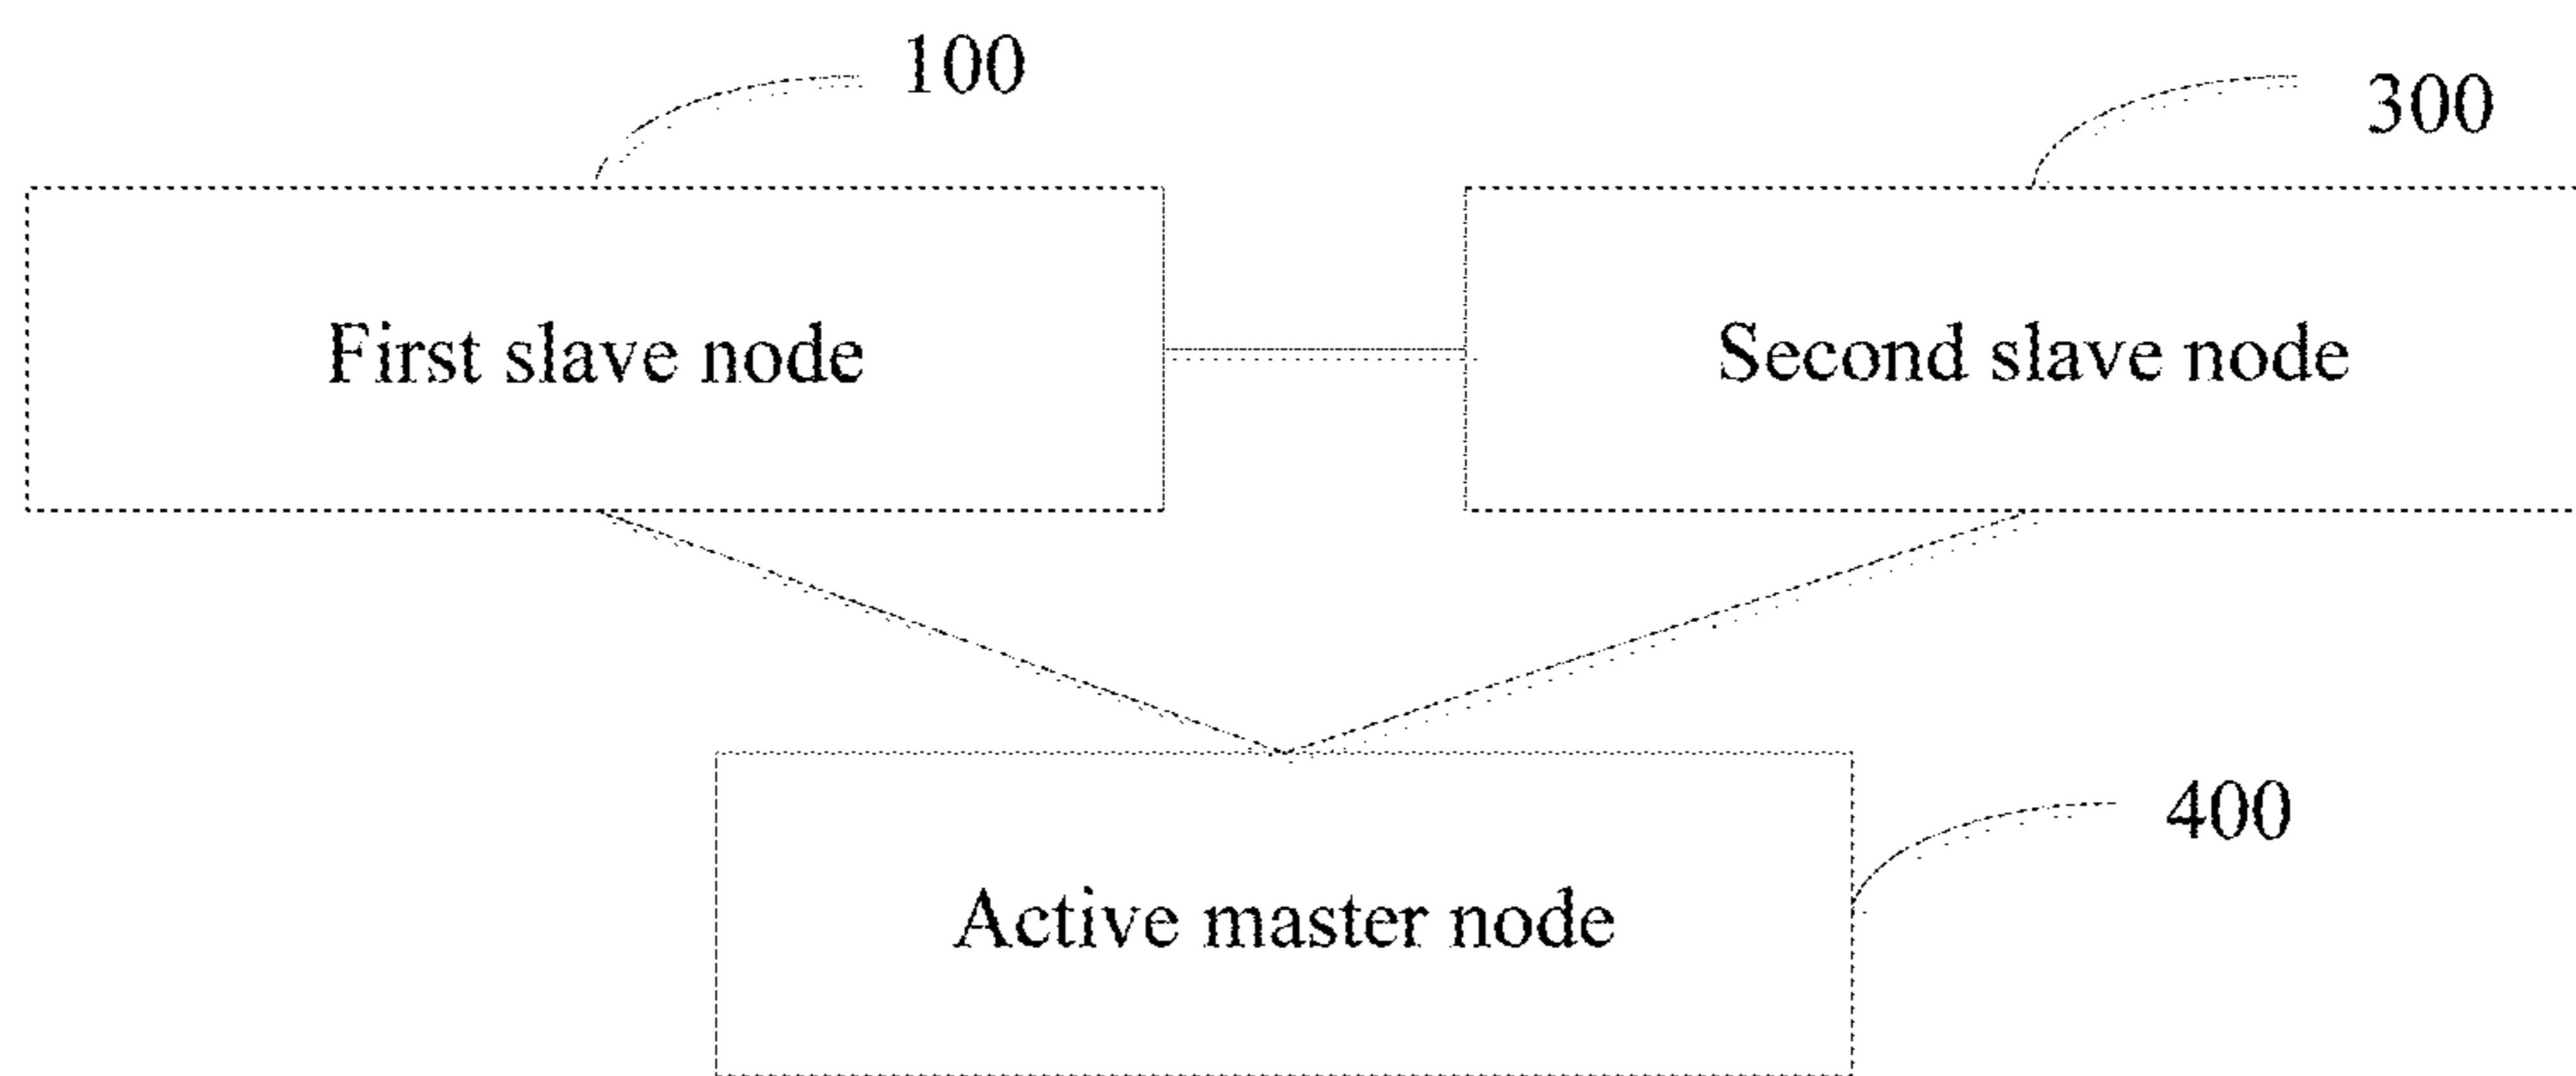 100
300
First slave node
Second slave node
400
Active master node